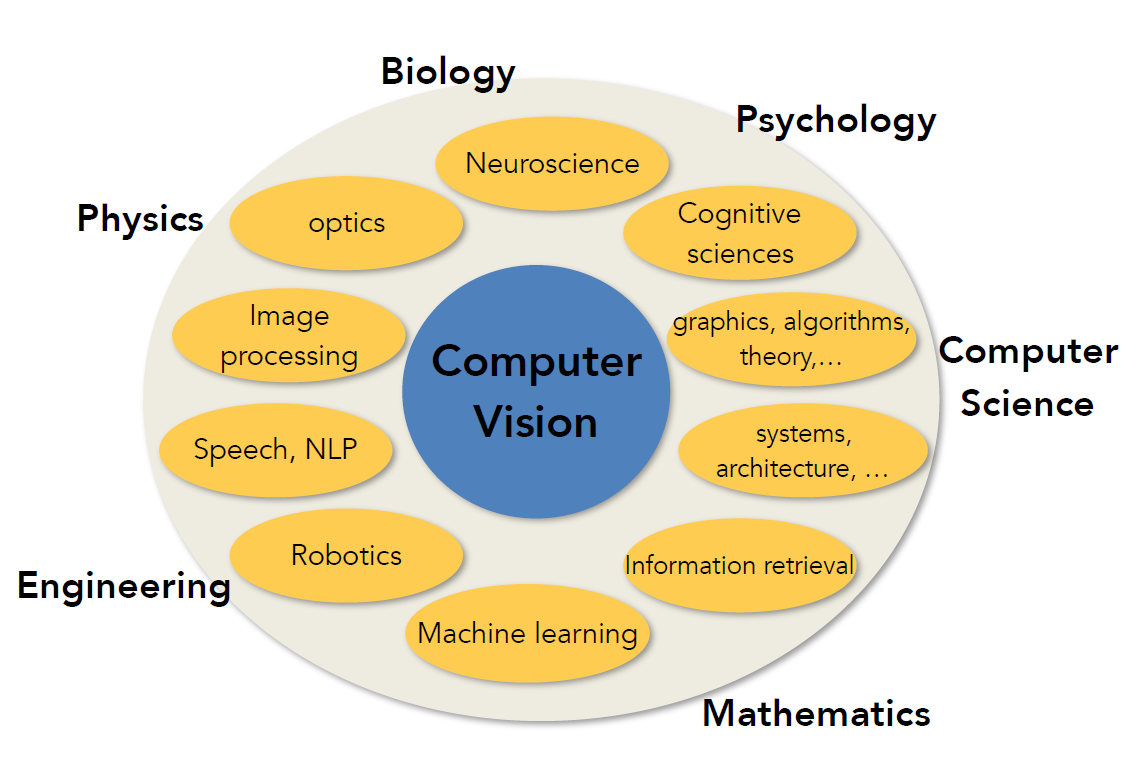 Biology
Psychology
Neuroscience
Physics
optics
Cognitive
sciences
Image
processing
graphics, algorithms,
theory,...
Computer
Vision
Computer
Science
Speech, NLP
systems,
architecture, ...
Robotics
Information retrieval
Engineering
Machine learning
Mathematics